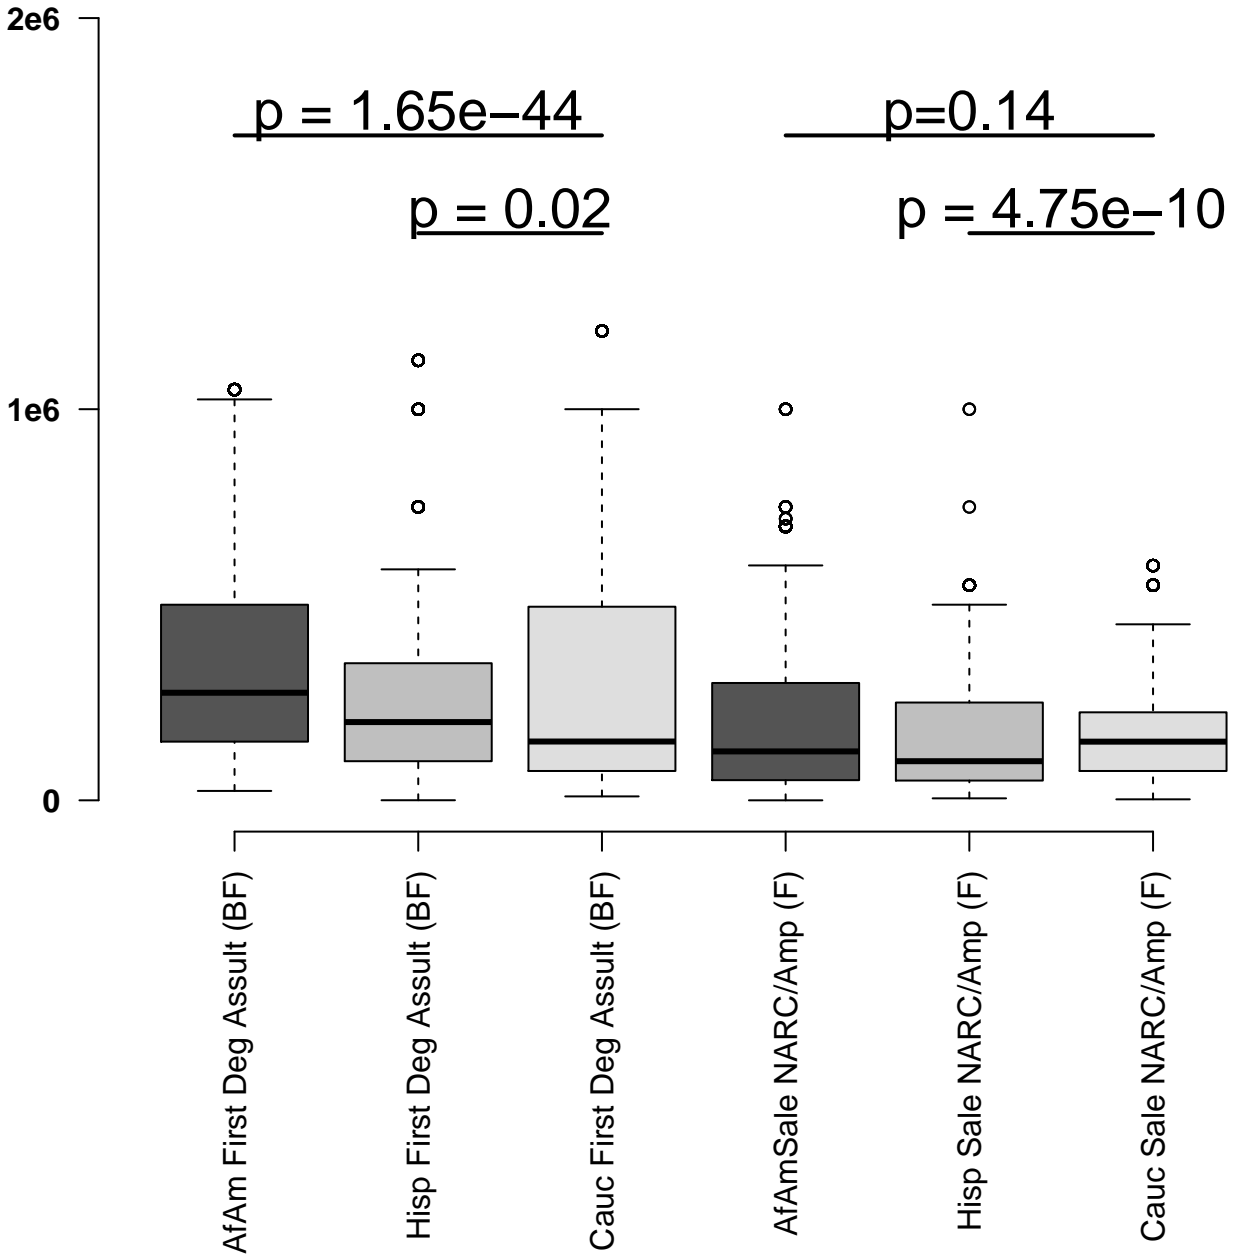 2e6
p = 1.65e−44
p=0.14
p = 0.02
p = 4.75e−10
1e6
0
AfAm First Deg Assult (BF)
Hisp First Deg Assult (BF)
Cauc First Deg Assult (BF)
AfAmSale NARC/Amp (F)
Hisp Sale NARC/Amp (F)
Cauc Sale NARC/Amp (F)